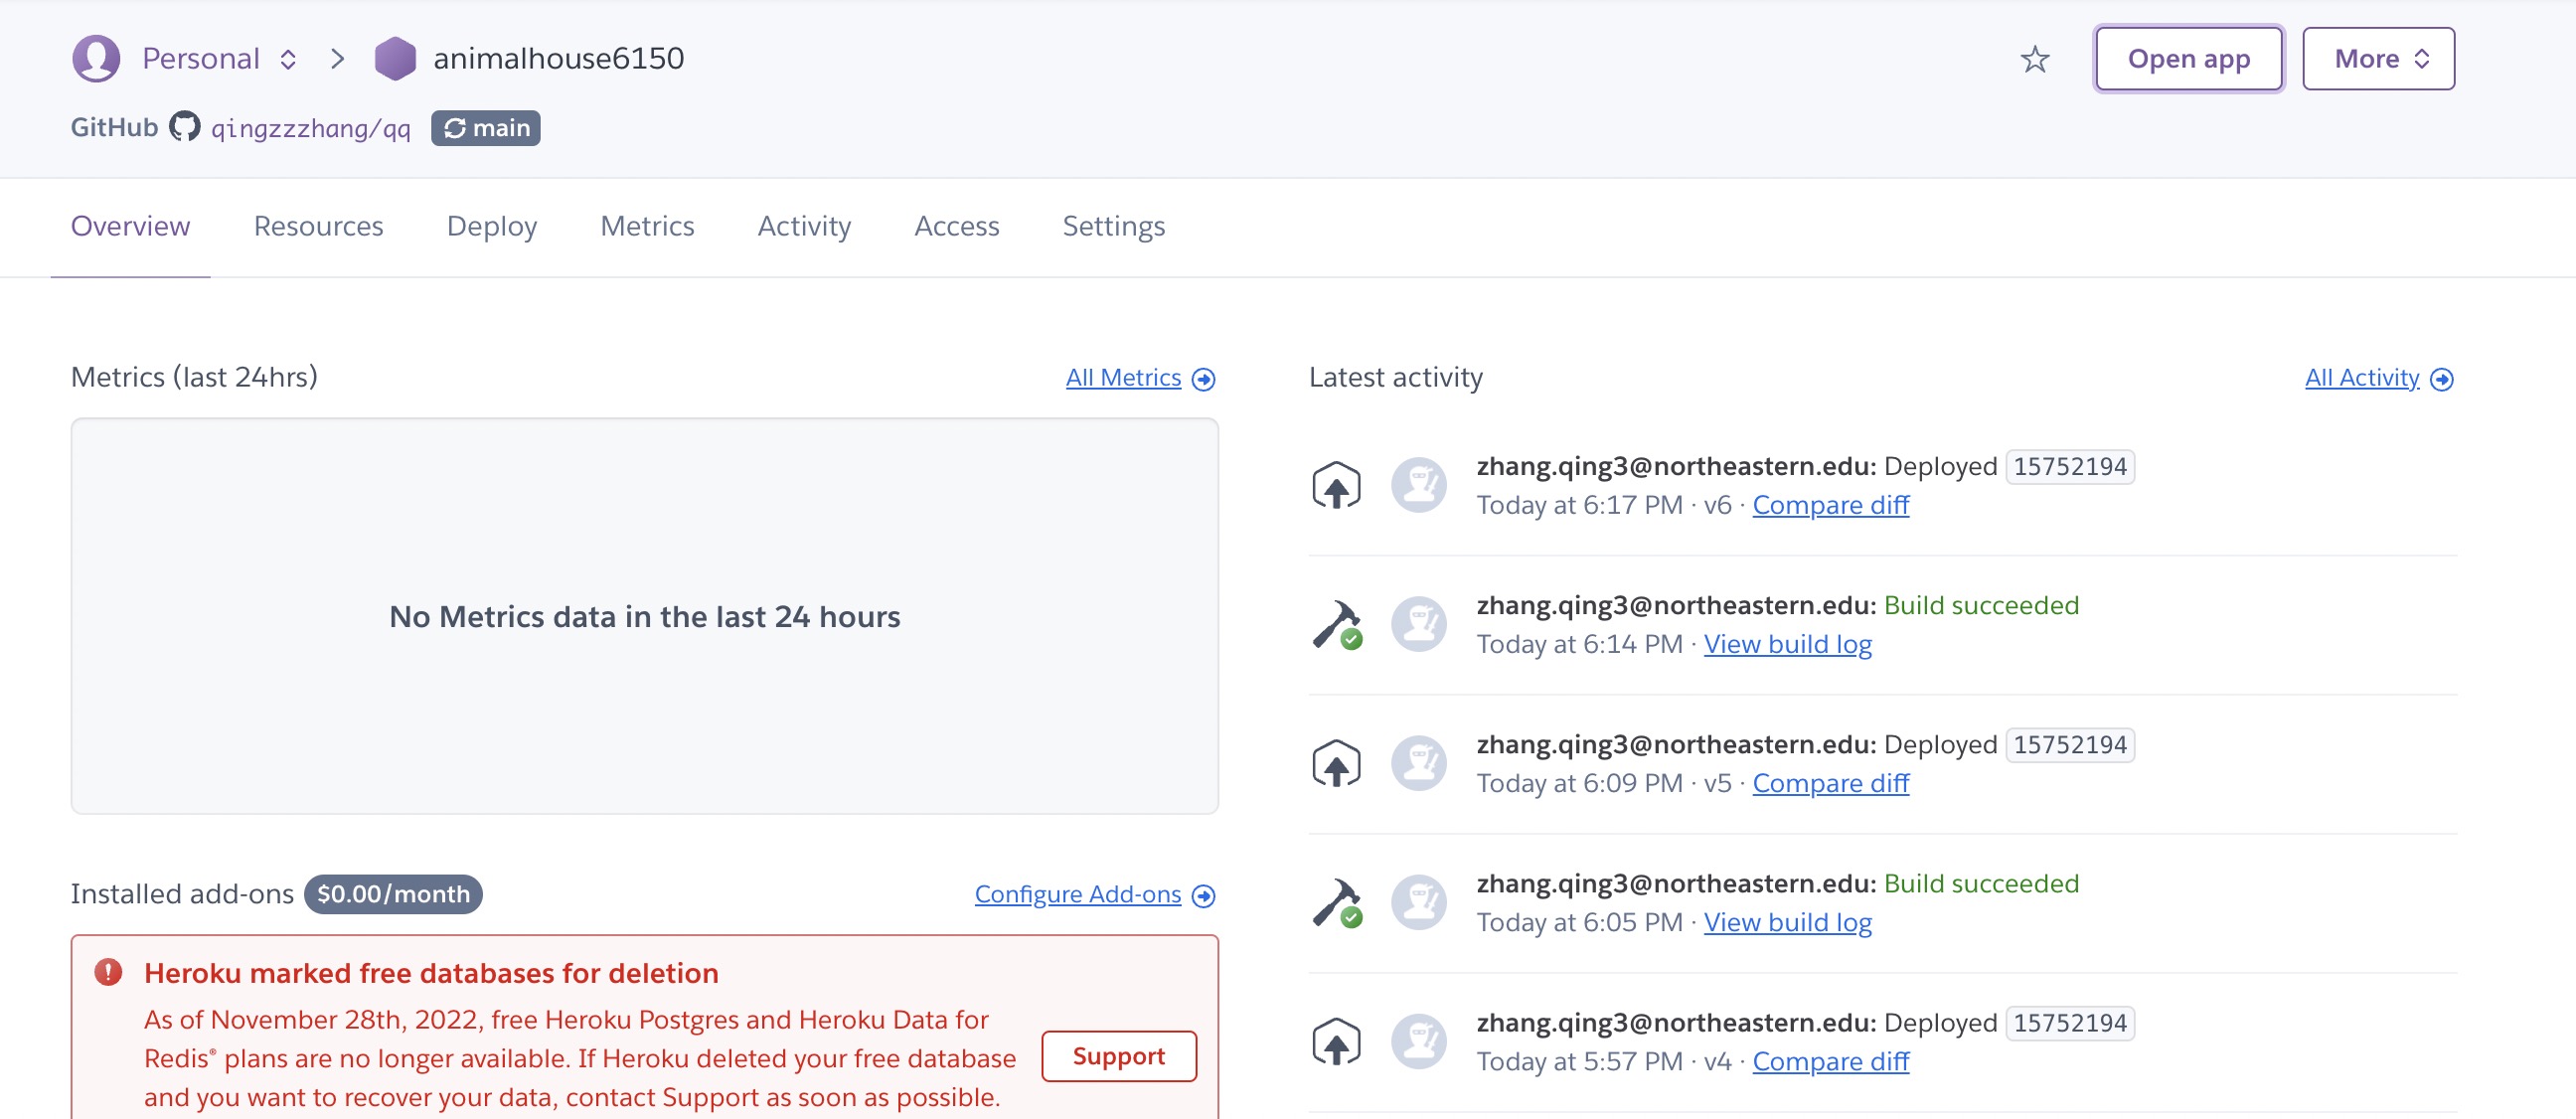 Personal animalhouse6150 Open app More
GitHub qingzzzhang/qq main
Overview Resources Deploy Metrics Activity Access Settings
Metrics (last 24hrs) All Metrics
No Metrics data in the last 24 hours
Installed add-ons $0.00/month Configure Add-ons
Heroku marked free databases for deletion
As of November 28th, 2022, free Heroku Postgres and Heroku Data for
Redis® plans are no longer available. If Heroku deleted your free database
and you want to recover your data, contact Support as soon as possible.
Support
Latest activity All Activity
zhang.qing3@northeastern.edu: Deployed 15752194
Today at 6:17 PM · v6 · Compare diff
zhang.qing3@northeastern.edu: Build succeeded
Today at 6:14 PM · View build log
zhang.qing3@northeastern.edu: Deployed 15752194
Today at 6:09 PM · v5 · Compare diff
zhang.qing3@northeastern.edu: Build succeeded
Today at 6:05 PM · View build log
zhang.qing3@northeastern.edu: Deployed 15752194
Today at 5:57 PM · v4 · Compare diff